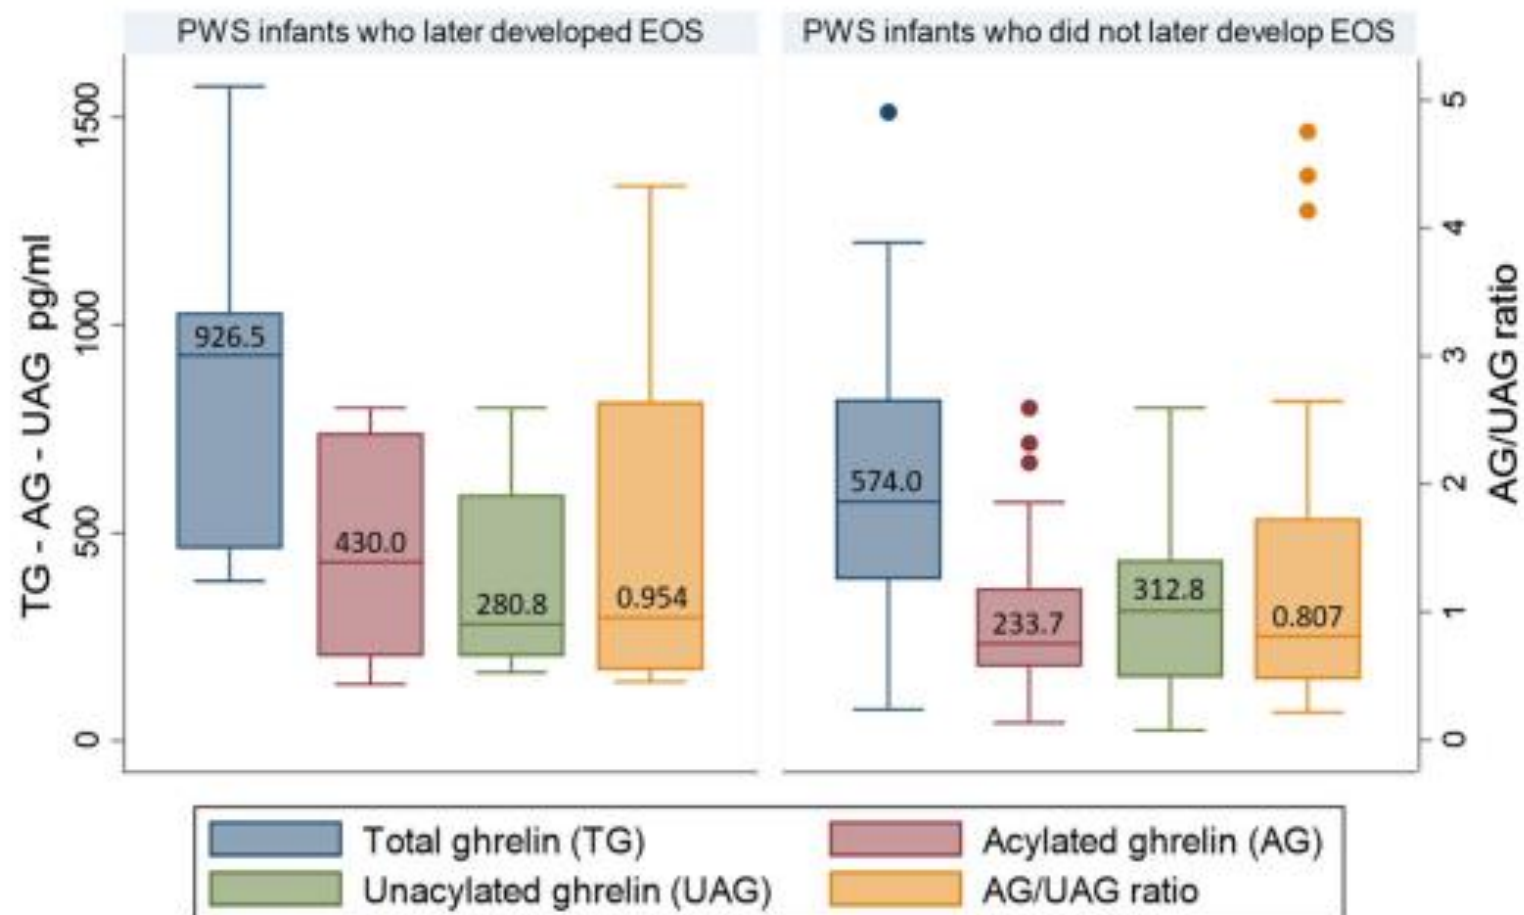 PWS infants who later developed EOS
PWS infants who did not later develop EOS
TG - AG - UAG pg/ml
1500
1000
500
0
926.5
430.0
280.8
0.954
574.0
233.7
312.8
0.807
5
4
3
2
1
0
AG/UAG ratio
Total ghrelin (TG)
Acylated ghrelin (AG)
Unacylated ghrelin (UAG)
AG/UAG ratio